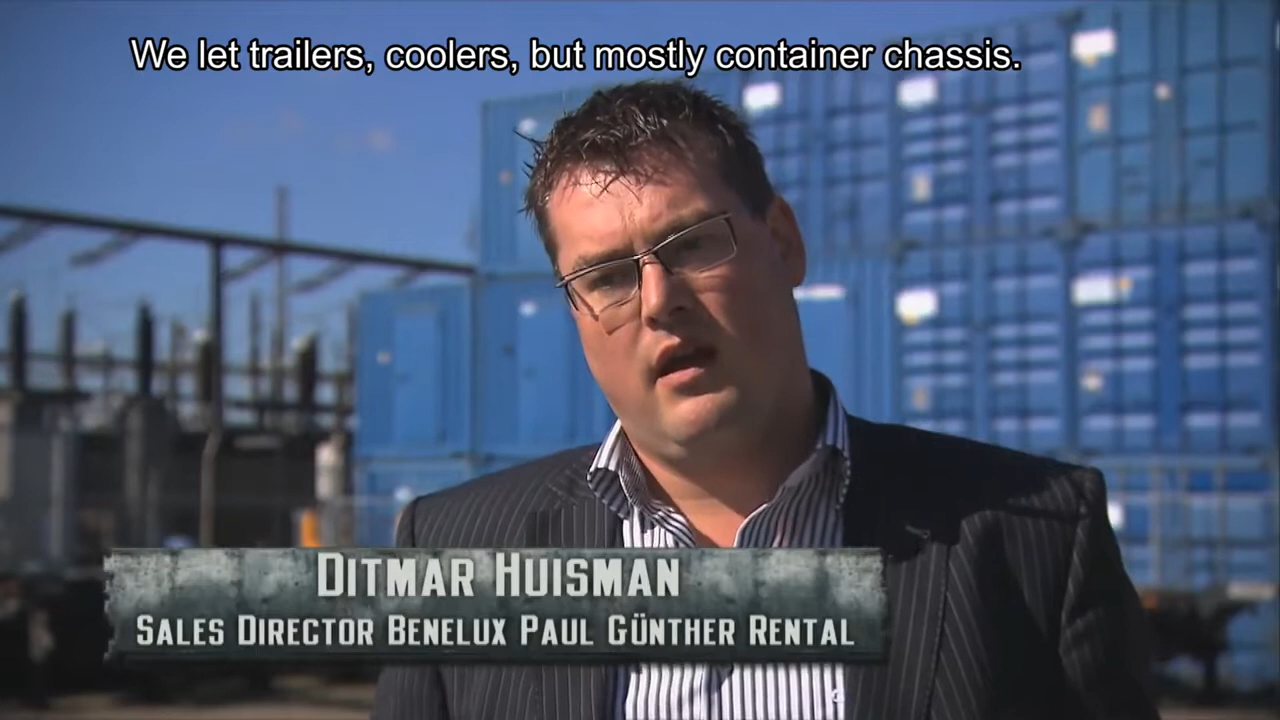 We let trailers, coolers, but mostly container chassis.
DITMAR HUISMAN
SALES DIRECTOR BENELUX PAUL GÜNTHER RENTAL